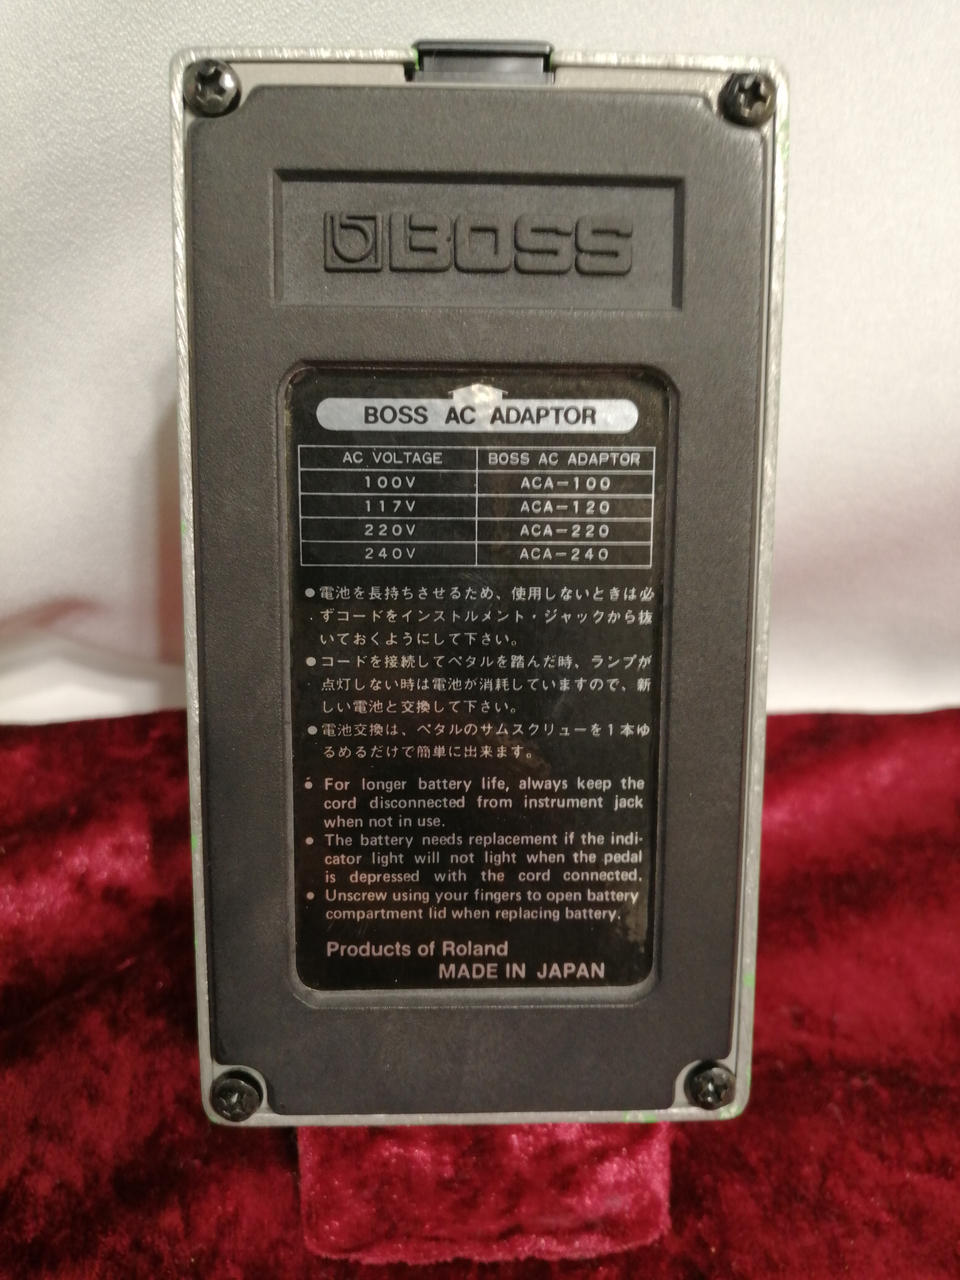 BOSS
BOSS AC ADAPTOR
AC VOLTAGE BOSS AC ADAPTOR
100V ACA-100
117V ACA-120
220V ACA-220
240V ACA-240
●電池を長持ちさせるため、使用しないときは必
ずコードをインストルメント・ジャックから抜
いておくようにして下さい。
●コードを接続してペタルを踏んだ時、ランプが
点灯しない時は電池が消耗していますので、新
しい電池と交換して下さい。
●電池交換は、ペタルのサムスクリューを1本ゆ
るめるだけで簡単に出来ます。
● For longer battery life, always keep the
cord disconnected from instrument jack
when not in use.
● The battery needs replacement if the indi-
cator light will not light when the pedal
is depressed with the cord connected.
● Unscrew using your fingers to open battery
compartment lid when replacing battery.
Products of Roland
MADE IN JAPAN